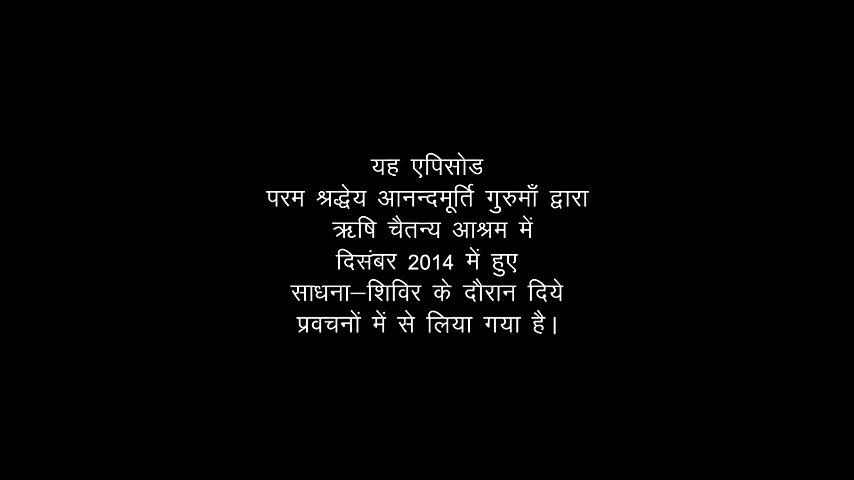 यह एपिसोड
परम श्रद्धेय आनन्दमूर्ति गुरुमाँ द्वारा
ऋषि चैतन्य आश्रम में
दिसंबर 2014 में हुए
साधना–शिविर के दौरान दिये
प्रवचनों में से लिया गया है।